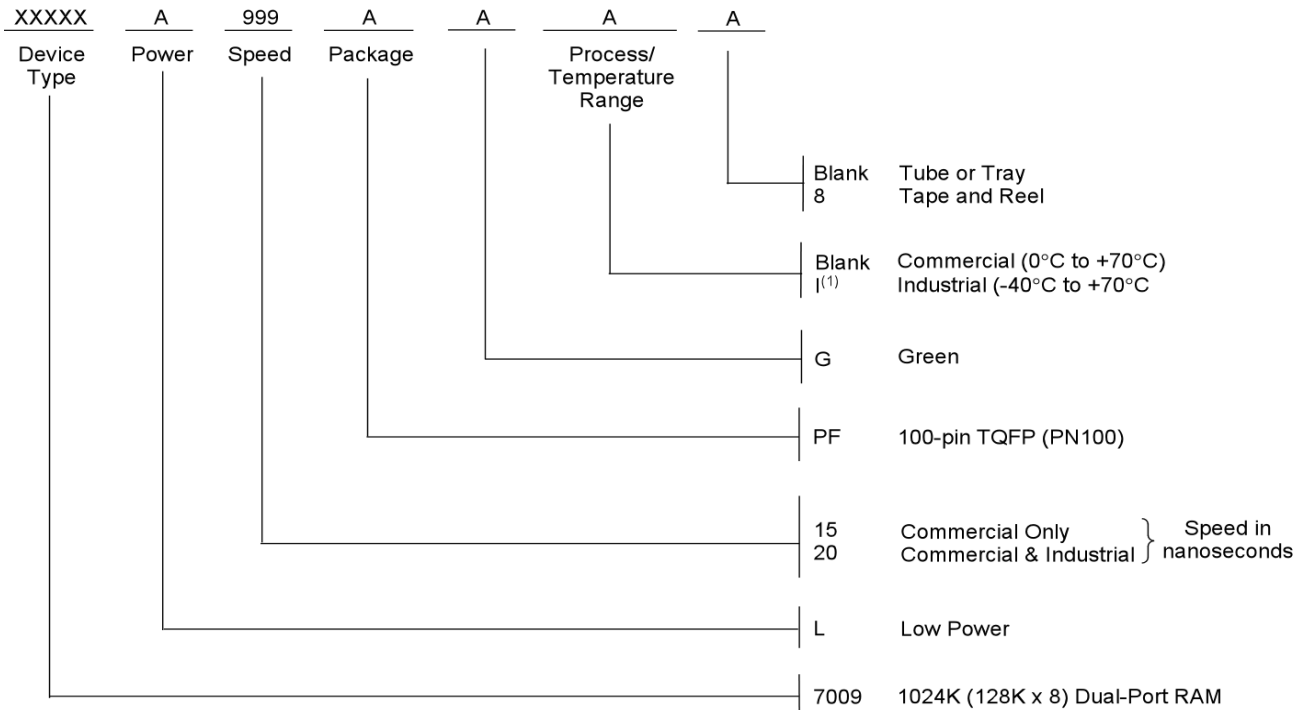 XXXXX A 999 A A A A
Device Type Power Speed Package Process/ Temperature Range
Blank Tube or Tray
8 Tape and Reel
Blank Commercial (0°C to +70°C)
I(1) Industrial (-40°C to +70°C
G Green
PF 100-pin TQFP (PN100)
15 Commercial Only
20 Commercial & Industrial
Speed in
nanoseconds
L Low Power
7009 1024K (128K x 8) Dual-Port RAM